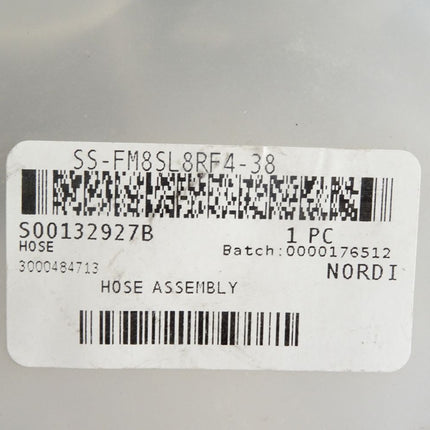 SS-FM8SL8RF4-38
S00132927B 1 PC
HOSE Batch:0000176512
3000484713 NORDI
HOSE ASSEMBLY